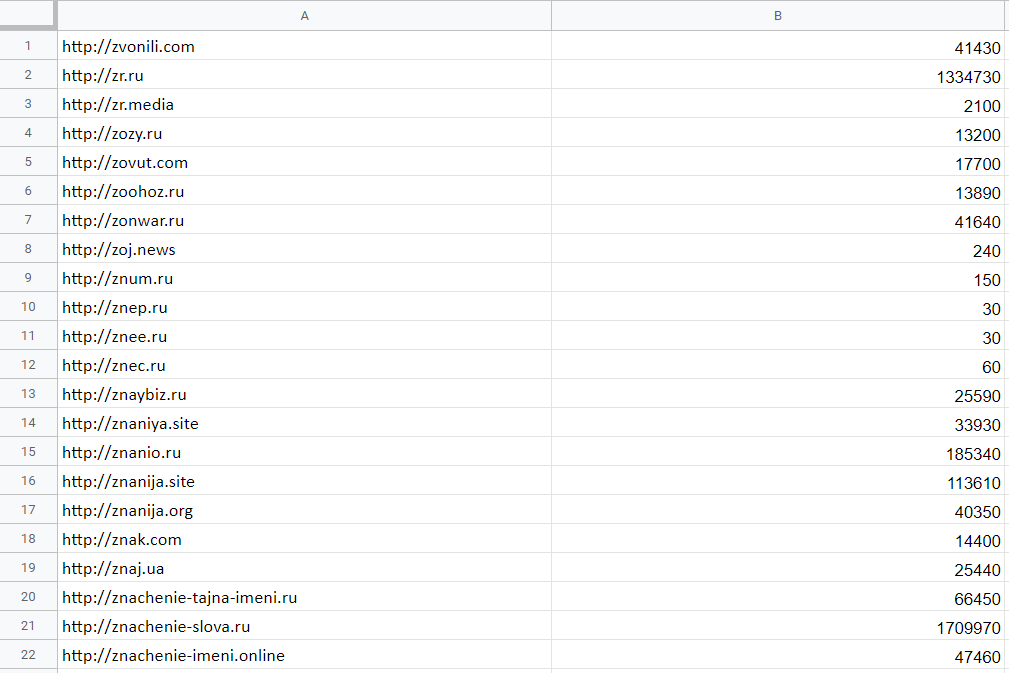 A B
1 http://zvonili.com 41430
2 http://zr.ru 1334730
3 http://zr.media 2100
4 http://zozy.ru 13200
5 http://zovut.com 17700
6 http://zoohoz.ru 13890
7 http://zonwar.ru 41640
8 http://zoj.news 240
9 http://znum.ru 150
10 http://znep.ru 30
11 http://znee.ru 30
12 http://znec.ru 60
13 http://znaybiz.ru 25590
14 http://znaniya.site 33930
15 http://znanio.ru 185340
16 http://znanija.site 113610
17 http://znanija.org 40350
18 http://znak.com 14400
19 http://znaj.ua 25440
20 http://znachenie-tajna-imeni.ru 66450
21 http://znachenie-slova.ru 1709970
22 http://znachenie-imeni.online 47460